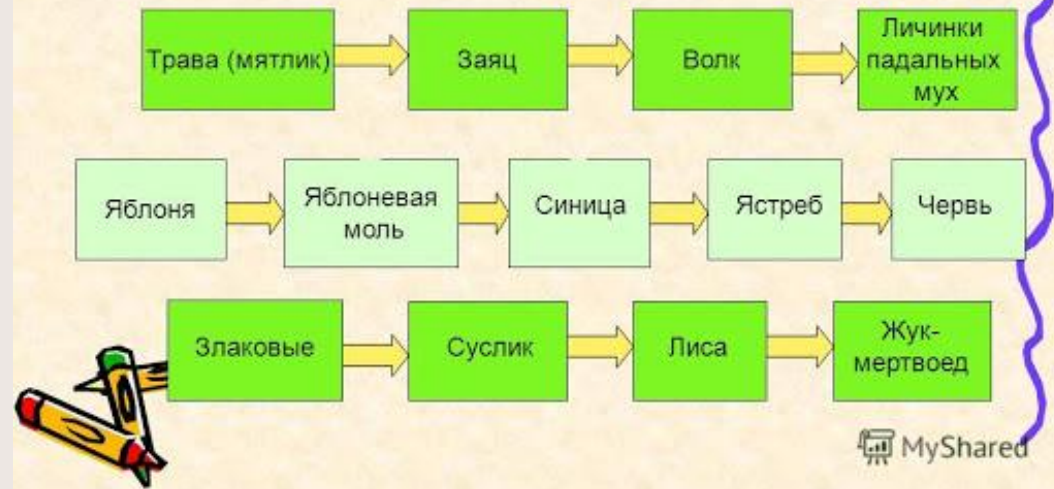 Трава (мятлик)
Заяц
Волк
Личинки
падальных
мух
Яблоня
Яблоневая
моль
Синица
Ястреб
Червь
Злаковые
Суслик
Лиса
Жук-
мертвоед
MyShared